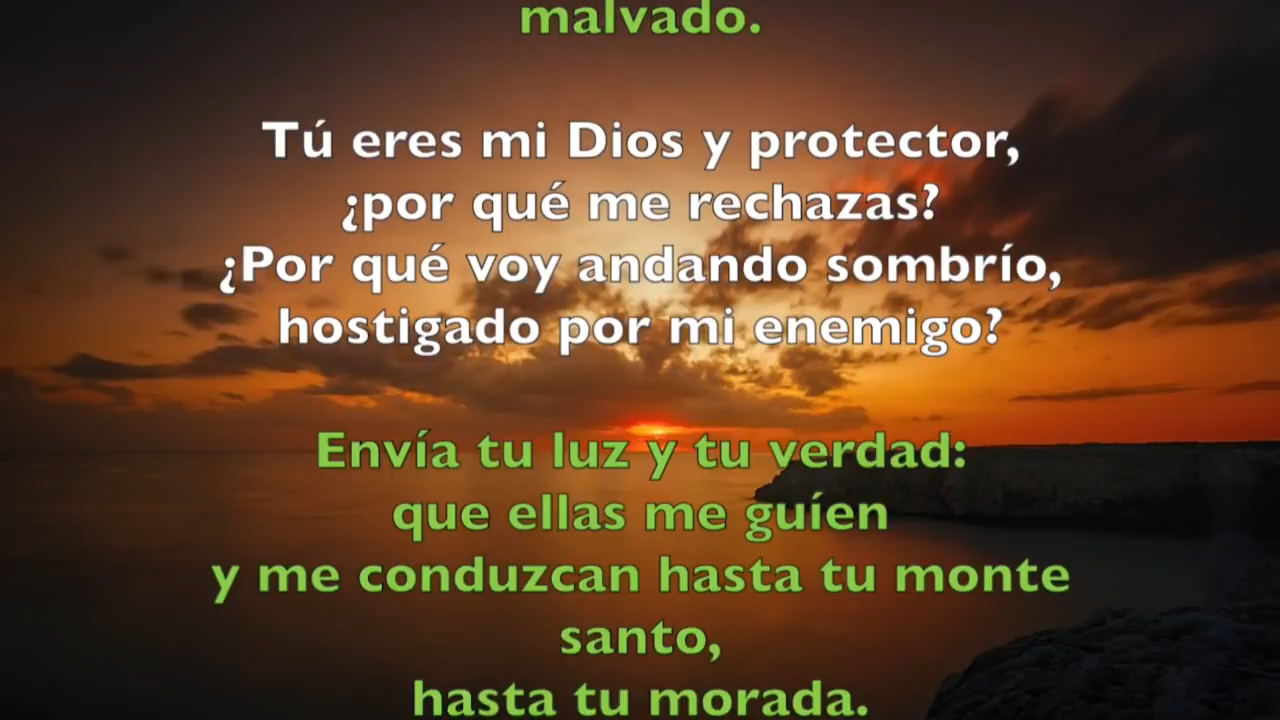 malvado.
Tú eres mi Dios y protector,
¿por qué me rechazas?
¿Por qué voy andando sombrío,
hostigado por mi enemigo?
Envía tu luz y tu verdad:
que ellas me guíen
y me conduzcan hasta tu monte
santo,
hasta tu morada.